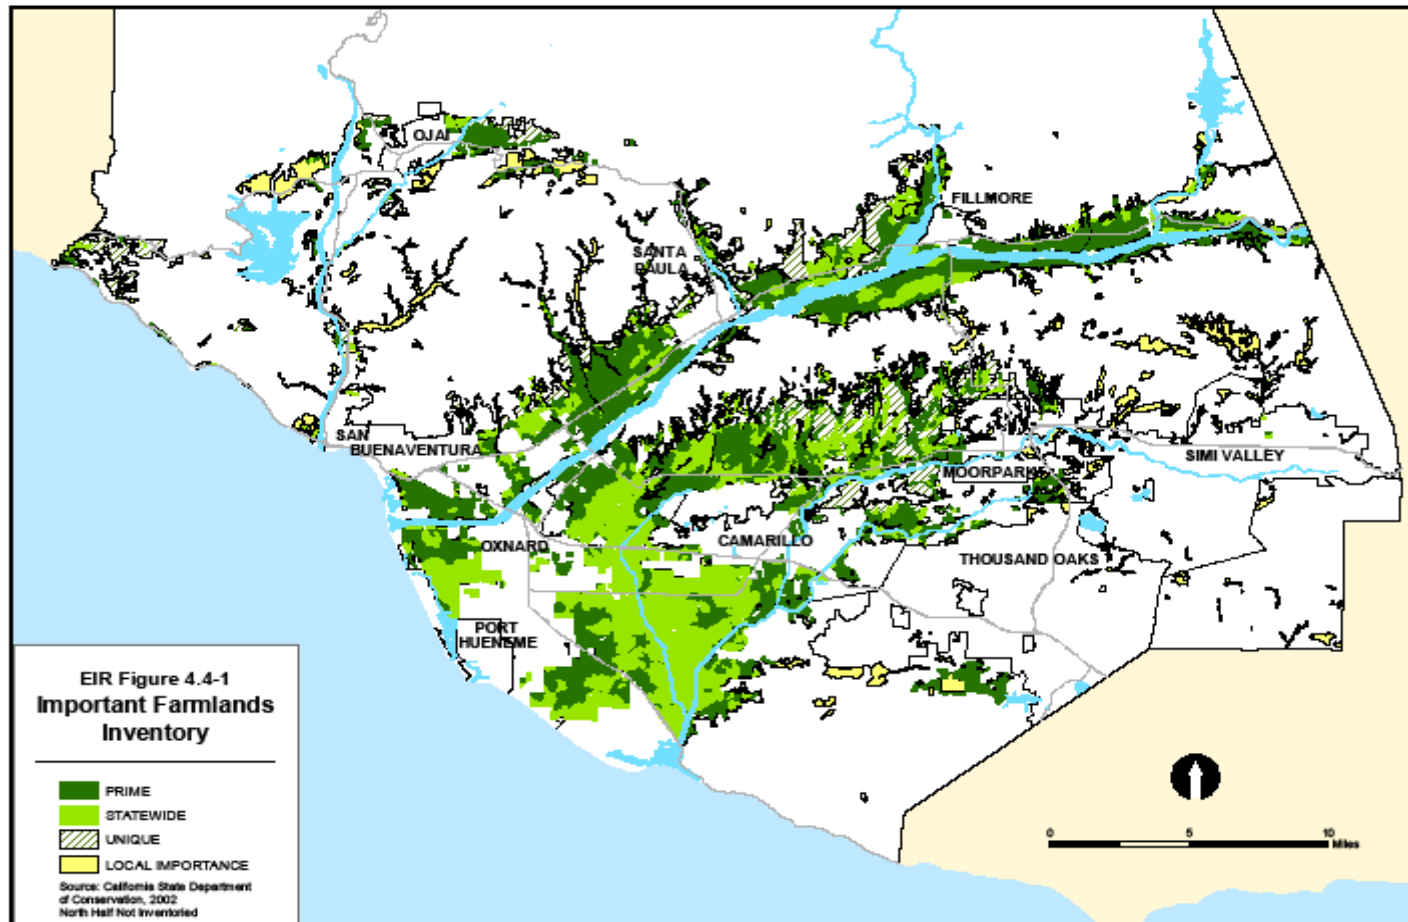 OJAI
FILLMORE
SANTA
PAULA
SAN
BUENAVENTURA
MOORPARK
SIMI VALLEY
OXNARD
CAMARILLO
THOUSAND OAKS
PORT
HUENEME
EIR Figure 4.4-1
Important Farmlands
Inventory
PRIME
STATEWIDE
UNIQUE
LOCAL IMPORTANCE
Source: California State Department
of Conservation, 2002
North Half Not Inventoried
0 5 10
Miles